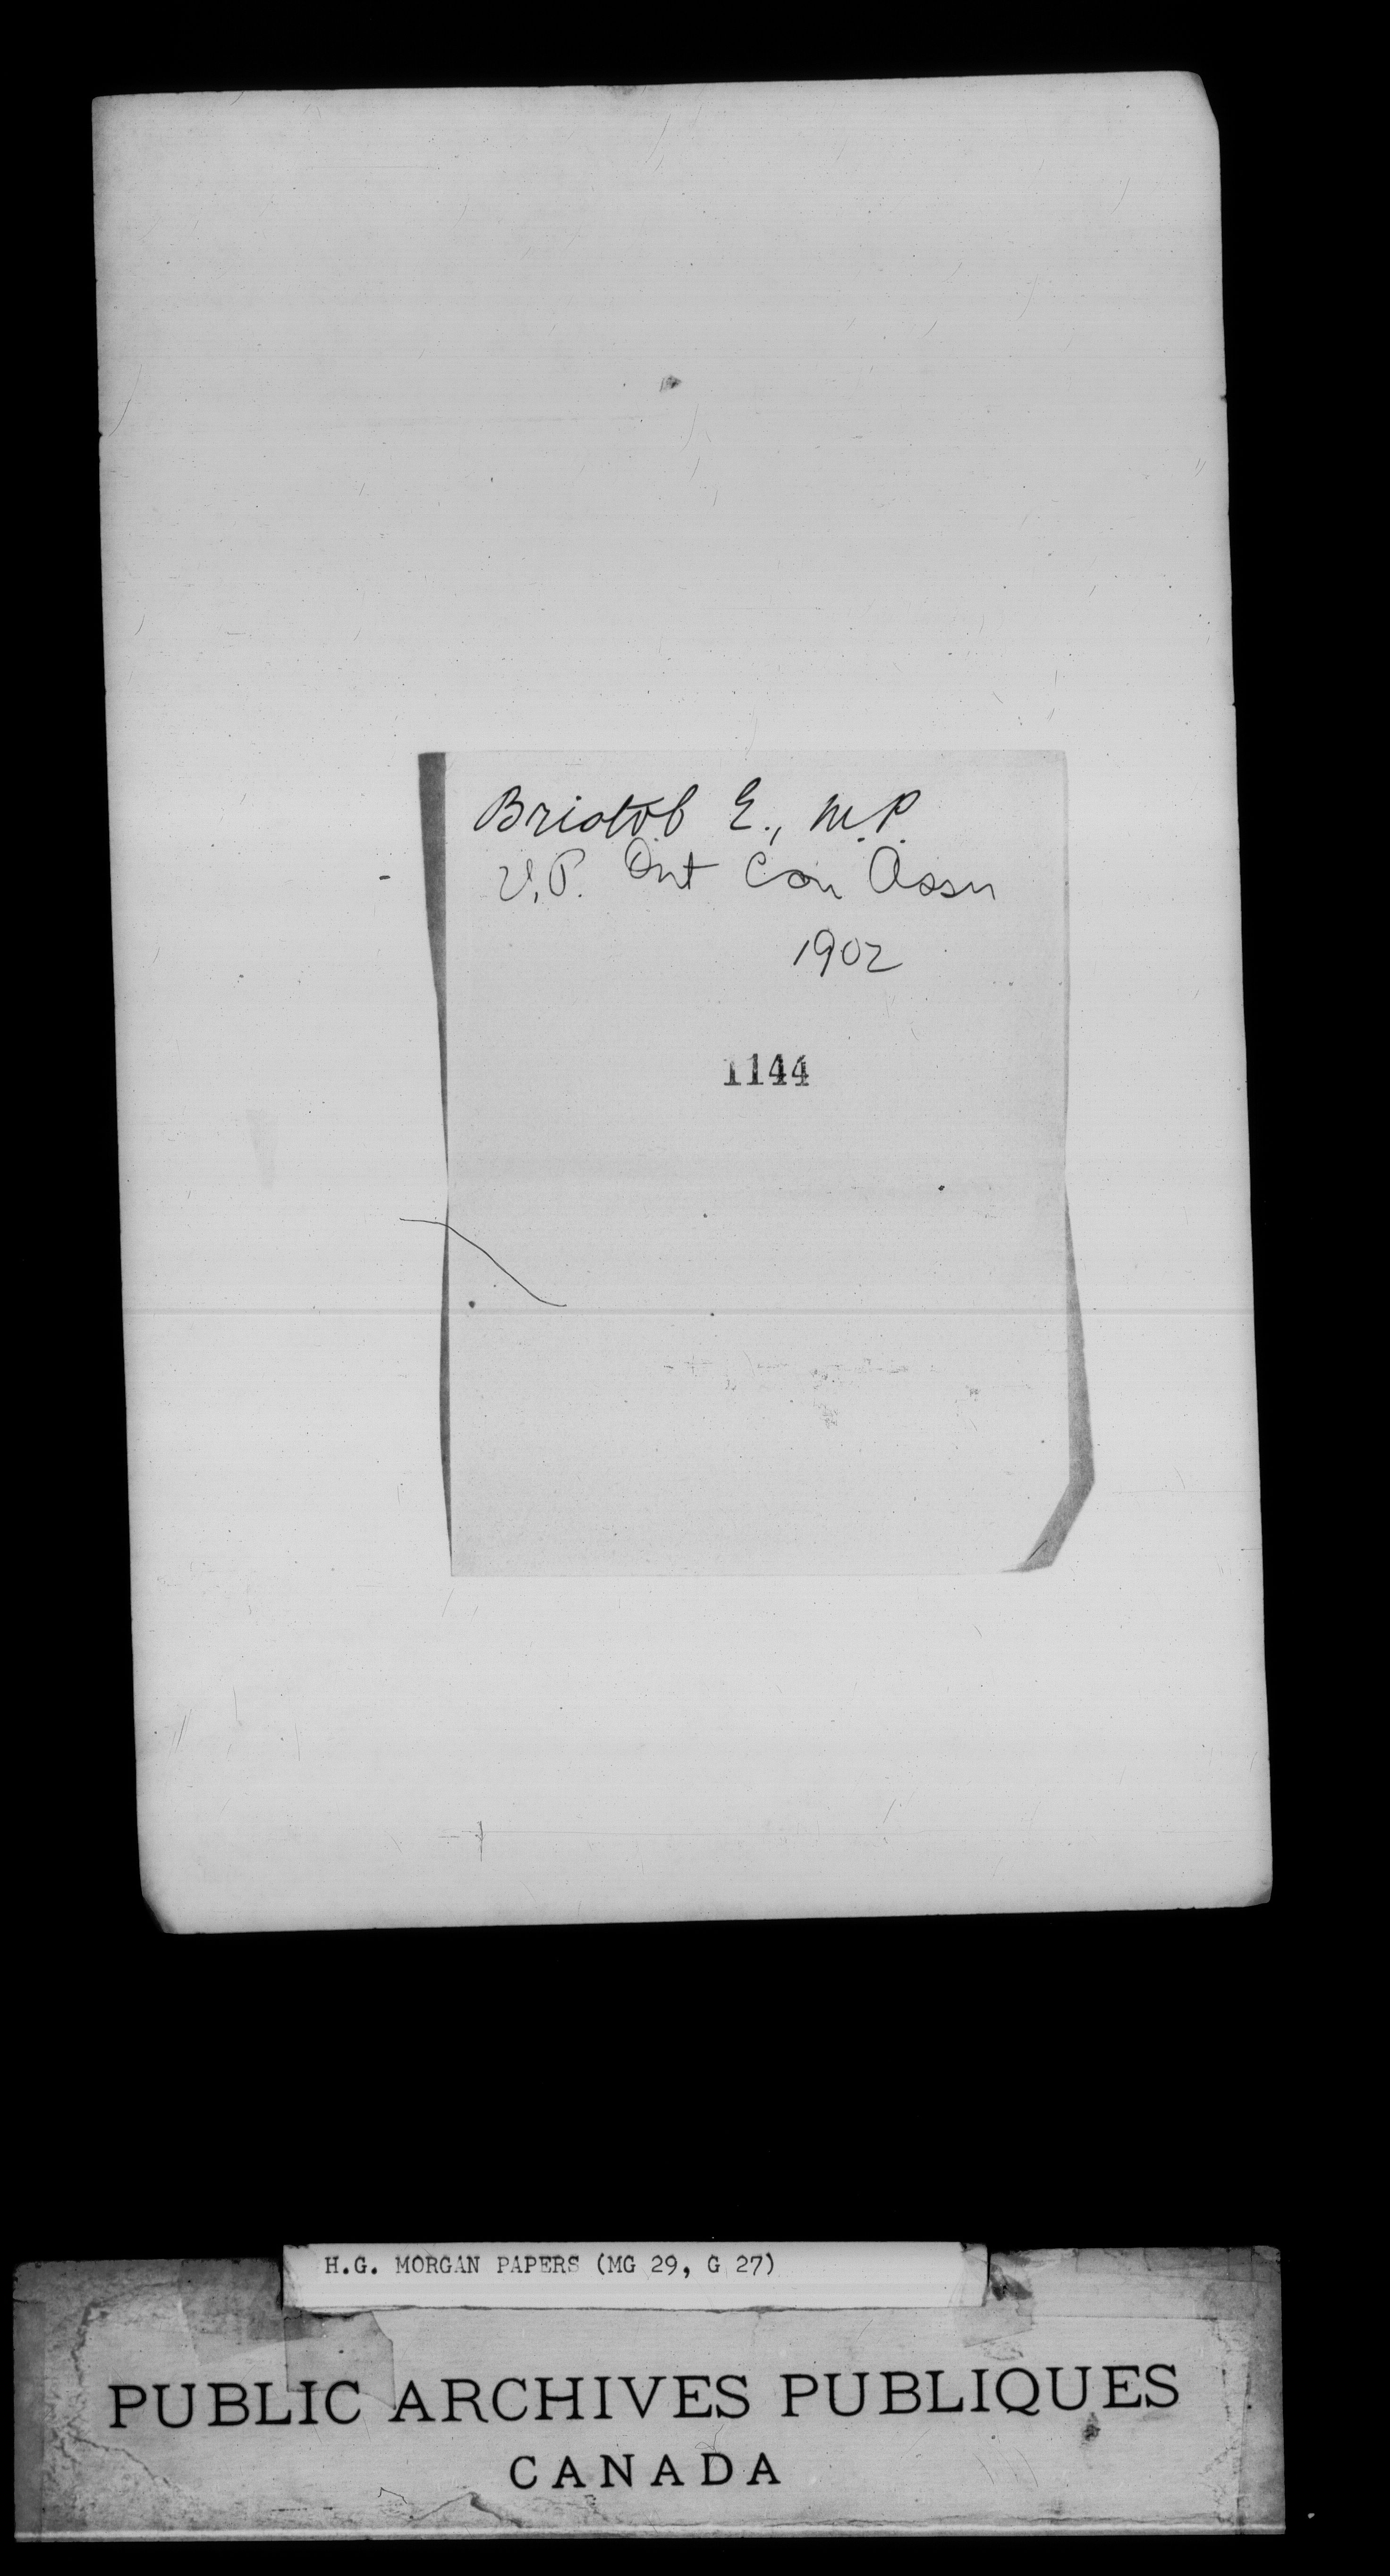 Bristol E., M.P.
V.P. Ont Con Assn
1902
1144
H.G. MORGAN PAPERS (MG 29, G 27)
PUBLIC ARCHIVES PUBLIQUES
CANADA